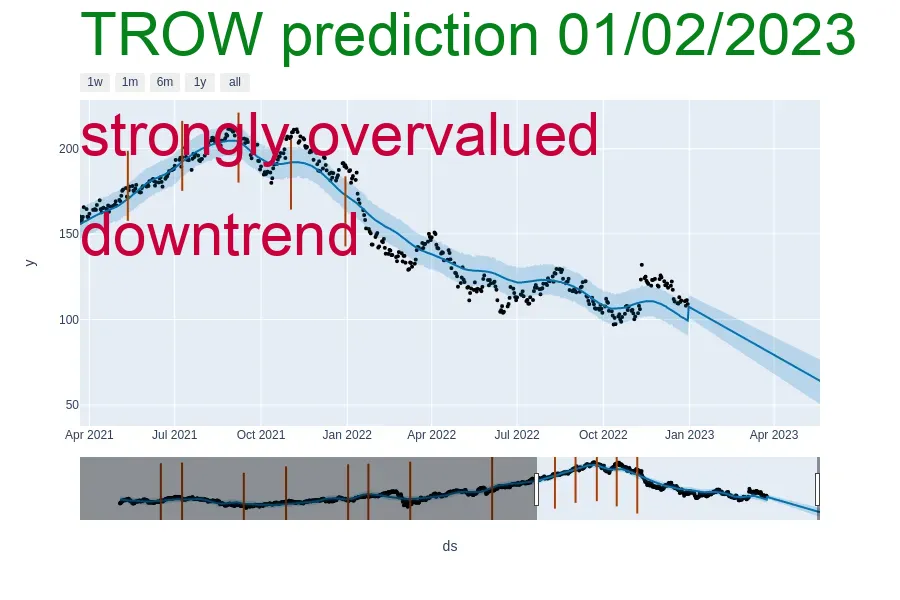 TROW prediction 01/02/2023
1w 1m 6m 1y all
strongly overvalued
downtrend
200
150
100
50
y
Apr 2021 Jul 2021 Oct 2021 Jan 2022 Apr 2022 Jul 2022 Oct 2022 Jan 2023 Apr 2023
ds